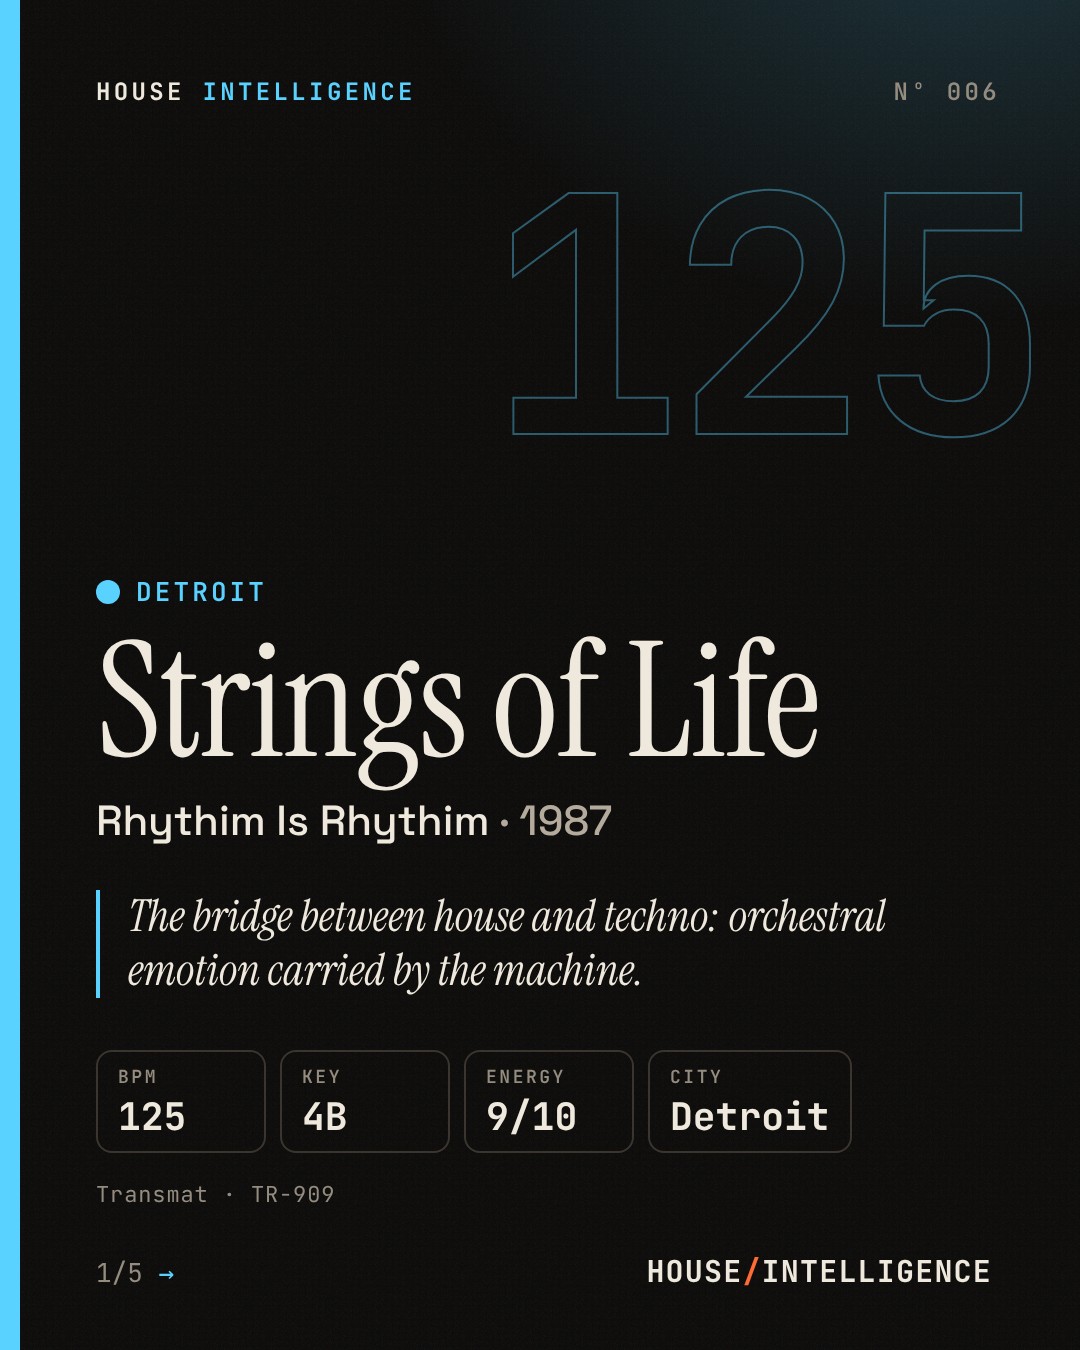 HOUSE INTELLIGENCE
N° 006
125
DETROIT
Strings of Life
Rhythim Is Rhythim · 1987
The bridge between house and techno: orchestral
emotion carried by the machine.
BPM
125
KEY
4B
ENERGY
9/10
CITY
Detroit
Transmat · TR-909
1/5 →
HOUSE/INTELLIGENCE